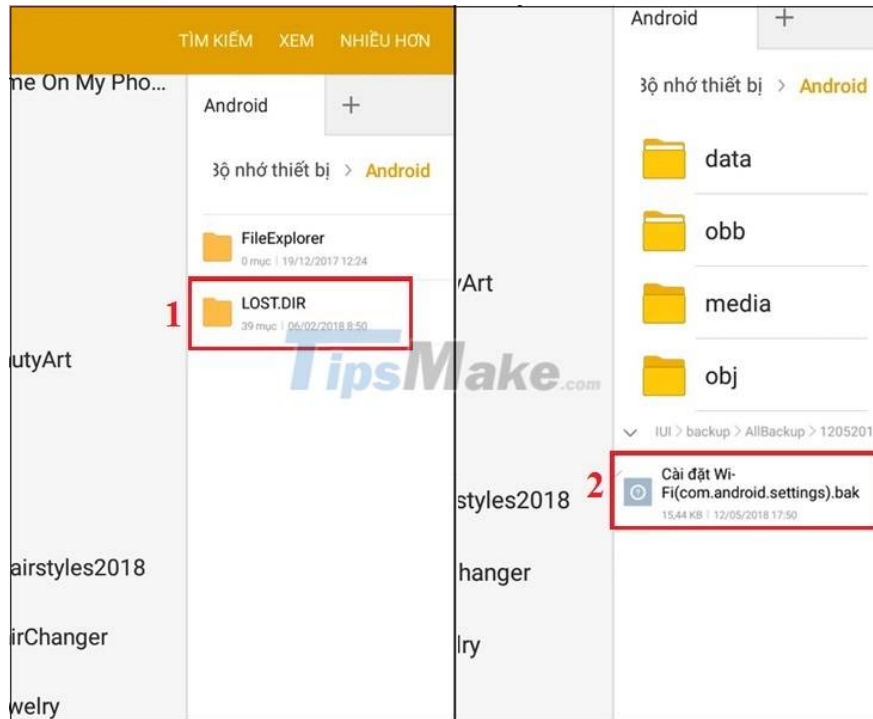 TÌM KIẾM XEM NHIỀU HƠN
me On My Pho...
Android +
Bộ nhớ thiết bị > Android
FileExplorer
0 mục | 19/12/2017 12:24
1
LOST.DIR
39 mục | 06/02/2018 8:50
utyArt
airstyles2018
irChanger
welry
TipsMake.com
Android +
Bộ nhớ thiết bị > Android
data
obb
yArt
media
obj
IUI > backup > AllBackup > 1205201
2
Cài đặt Wi-
Fi(com.android.settings).bak
15,44 KB | 12/05/2018 17:50
styles2018
hanger
lry